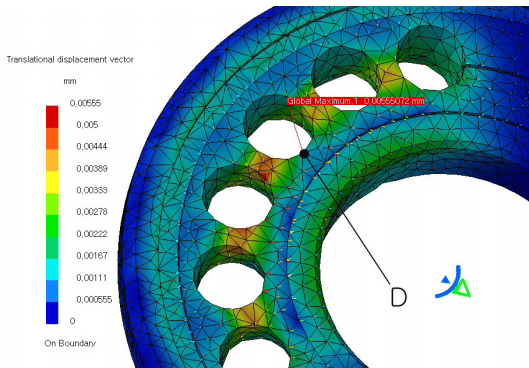 Translational displacement vector
mm
0,00555
0,005
0,00444
0,00389
0,00333
0,00278
0,00222
0,00167
0,00111
0,000555
0
On Boundary
Global Maximum.1 0,00555072 mm
D